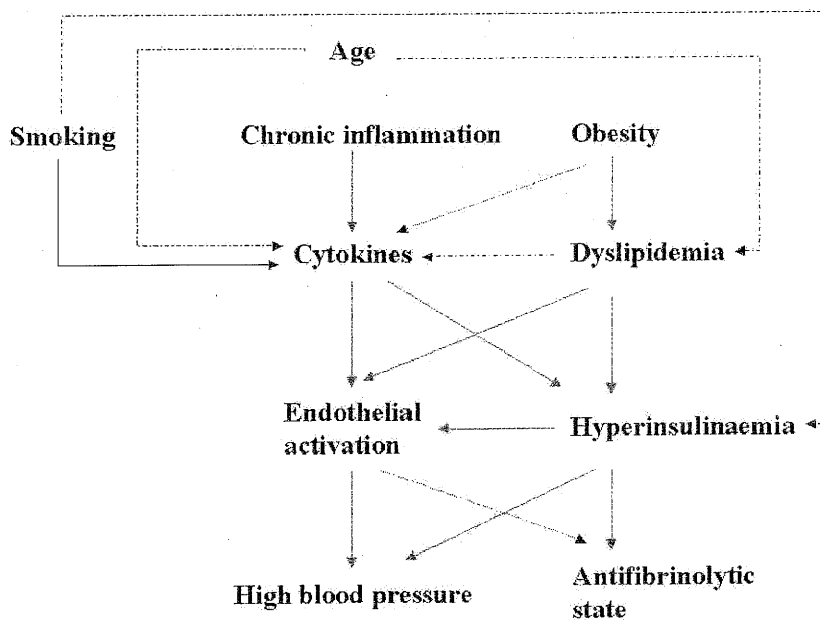 Age
Smoking
Chronic inflammation
Obesity
Cytokines
Dyslipidemia
Endothelial
activation
Hyperinsulinaemia
High blood pressure
Antifibrinolytic
state